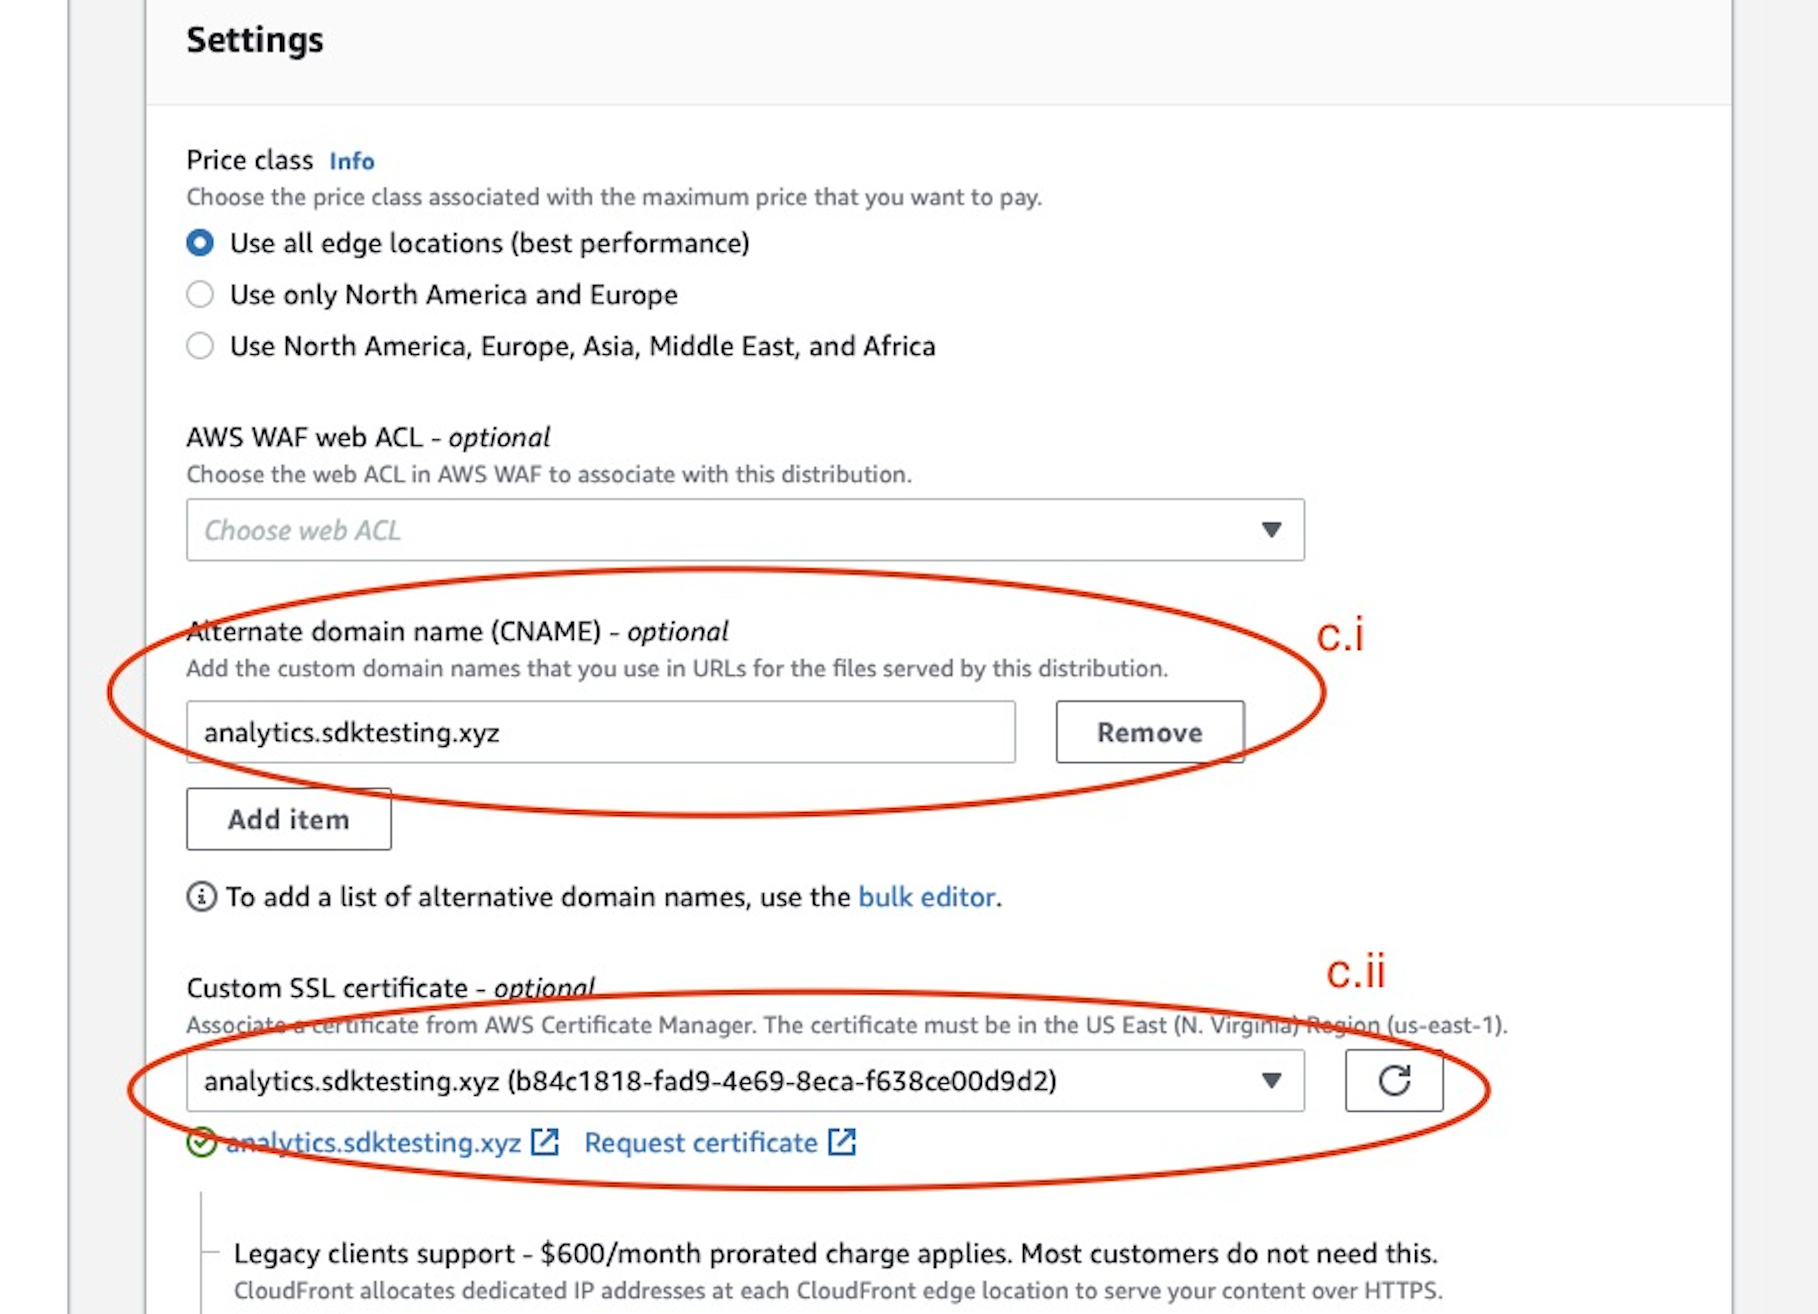 Settings
Price class Info
Choose the price class associated with the maximum price that you want to pay.
Use all edge locations (best performance)
Use only North America and Europe
Use North America, Europe, Asia, Middle East, and Africa
AWS WAF web ACL - optional
Choose the web ACL in AWS WAF to associate with this distribution.
Choose web ACL
Alternate domain name (CNAME) - optional
c.i
Add the custom domain names that you use in URLs for the files served by this distribution.
analytics.sdktesting.xyz Remove
Add item
To add a list of alternative domain names, use the bulk editor.
c.ii
Custom SSL certificate - optional
Associate a certificate from AWS Certificate Manager. The certificate must be in the US East (N. Virginia) Region (us-east-1).
analytics.sdktesting.xyz (b84c1818-fad9-4e69-8eca-f638ce00d9d2)
analytics.sdktesting.xyz Request certificate
Legacy clients support - $600/month prorated charge applies. Most customers do not need this.
CloudFront allocates dedicated IP addresses at each CloudFront edge location to serve your content over HTTPS.